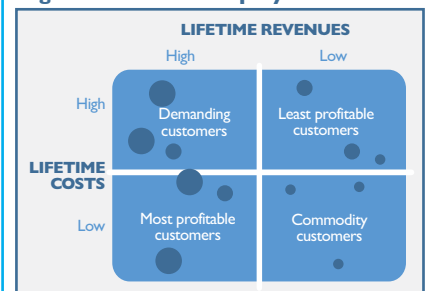 LIFETIME REVENUES
High Low
High
Demanding
customers
Least profitable
customers
LIFETIME
COSTS
Low
Most profitable
customers
Commodity
customers